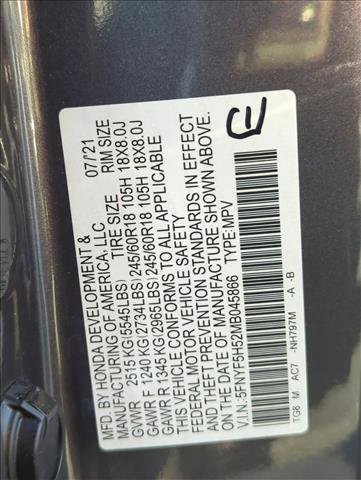 MFD. BY HONDA DEVELOPMENT & 07/21
MANUFACTURING OF AMERICA, LLC
TIRE SIZE RIM SIZE
GVWR 2515 KG(5545LBS)
GAWR F 1240 KG(2734LBS) 245/60R18 105H 18X8.0J
GAWR R 1345 KG(2965LBS) 245/60R18 105H 18X8.0J
THIS VEHICLE CONFORMS TO ALL APPLICABLE
FEDERAL MOTOR VEHICLE SAFETY
AND THEFT PREVENTION STANDARDS IN EFFECT
ON THE DATE OF MANUFACTURE SHOWN ABOVE.
V.I.N.:5FNYF5H52MB045866 TYPE:MPV
TG8 M AC7 -NH797M -A -B
E